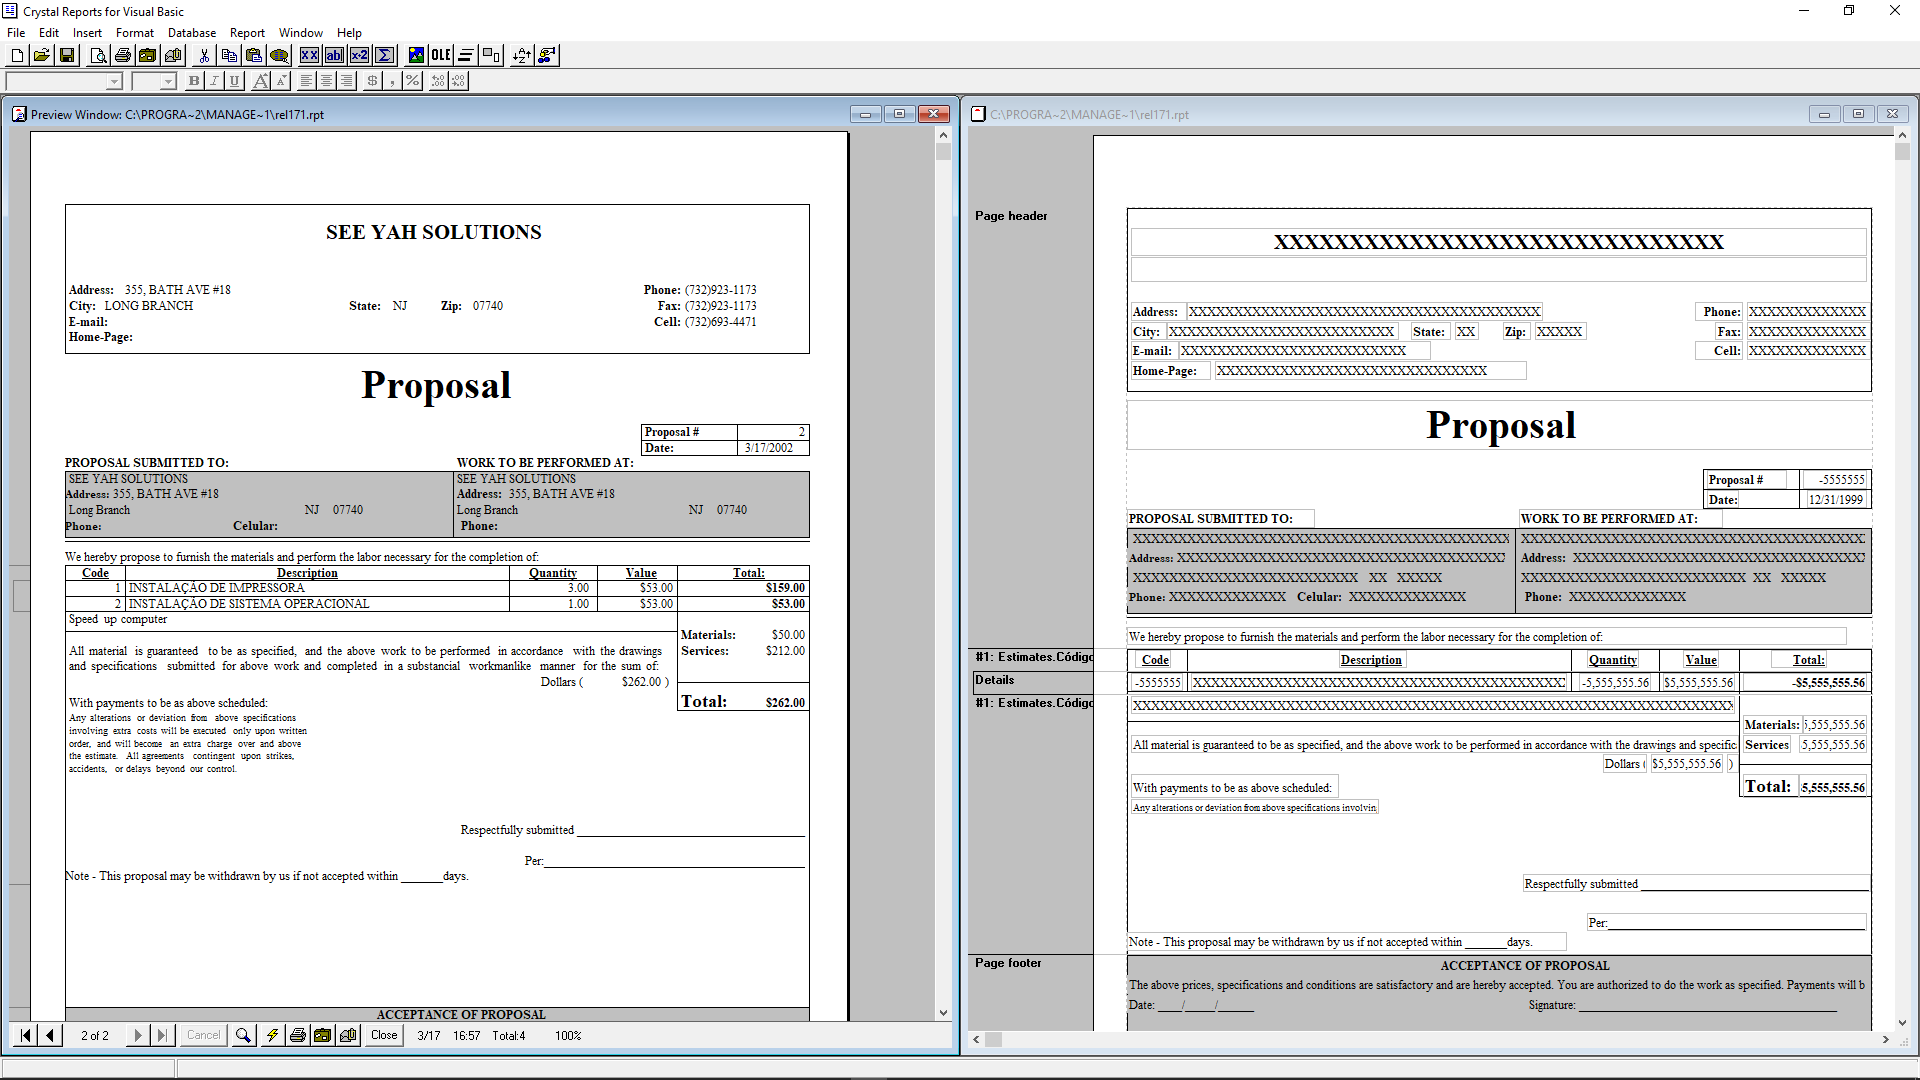 Crystal Reports for Visual Basic
File Edit Insert Format Database Report Window Help
Preview Window: C:\PROGRA~2\MANAGE~1\rel171.rpt
SEE YAH SOLUTIONS
Address: 355, BATH AVE #18 Phone: (732)923-1173
City: LONG BRANCH State: NJ Zip: 07740 Fax: (732)923-1173
E-mail: Cell: (732)693-4471
Home-Page:
Proposal
Proposal # 2
Date: 3/17/2002
PROPOSAL SUBMITTED TO: WORK TO BE PERFORMED AT:
SEE YAH SOLUTIONS SEE YAH SOLUTIONS
Address: 355, BATH AVE #18 Address: 355, BATH AVE #18
Long Branch NJ 07740 Long Branch NJ 07740
Phone: Celular: Phone:
We hereby propose to furnish the materials and perform the labor necessary for the completion of:
Code Description Quantity Value Total:
1 INSTALAÇÃO DE IMPRESSORA 3.00 $53.00 $159.00
2 INSTALAÇÃO DE SISTEMA OPERACIONAL 1.00 $53.00 $53.00
Speed up computer
Materials: $50.00
All material is guaranteed to be as specified, and the above work to be performed in accordance with the drawings Services: $212.00
and specifications submitted for above work and completed in a substancial workmanlike manner for the sum of:
Dollars ( $262.00 )
With payments to be as above scheduled: Total: $262.00
Any alterations or deviation from above specifications
involving extra costs will be executed only upon written
order, and will become an extra charge over and above
the estimate. All agreements contingent upon strikes,
accidents, or delays beyond our control.
Respectfully submitted
Per:
Note - This proposal may be withdrawn by us if not accepted within _______days.
ACCEPTANCE OF PROPOSAL
2 of 2 Cancel Close 3/17 16:57 Total:4 100%
C:\PROGRA~2\MANAGE~1\rel171.rpt
Page header
XXXXXXXXXXXXXXXXXXXXXXXXXXXXXX
Address: XXXXXXXXXXXXXXXXXXXXXXXXXXXXXXXXXXXXXXX Phone: XXXXXXXXXXXXX
City: XXXXXXXXXXXXXXXXXXXXXXXXX State: XX Zip: XXXXX Fax: XXXXXXXXXXXXX
E-mail: XXXXXXXXXXXXXXXXXXXXXXXXX Cell: XXXXXXXXXXXXX
Home-Page: XXXXXXXXXXXXXXXXXXXXXXXXXXXXXX
Proposal
Proposal # -5555555
Date: 12/31/1999
PROPOSAL SUBMITTED TO: WORK TO BE PERFORMED AT:
XXXXXXXXXXXXXXXXXXXXXXXXXXXXXXXXXXXXXXXXXX XXXXXXXXXXXXXXXXXXXXXXXXXXXXXXXXXXXXXX
Address: XXXXXXXXXXXXXXXXXXXXXXXXXXXXXXXXXXXX Address: XXXXXXXXXXXXXXXXXXXXXXXXXXXXXXXX
XXXXXXXXXXXXXXXXXXXXXXXXX XX XXXXX XXXXXXXXXXXXXXXXXXXXXXXXX XX XXXXX
Phone: XXXXXXXXXXXXX Celular: XXXXXXXXXXXXX Phone: XXXXXXXXXXXXX
We hereby propose to furnish the materials and perform the labor necessary for the completion of:
#1: Estimates.Código Code Description Quantity Value Total:
Details -5555555 XXXXXXXXXXXXXXXXXXXXXXXXXXXXXXXXXXXXXXXXX -5,555,555.56 $5,555,555.56 -$5,555,555.56
#1: Estimates.Código XXXXXXXXXXXXXXXXXXXXXXXXXXXXXXXXXXXXXXXXXXXXXXXXXXXXXXXXXXXXXXXXXXX
Materials: 5,555,555.56
All material is guaranteed to be as specified, and the above work to be performed in accordance with the drawings and specific Services 5,555,555.56
Dollars ( $5,555,555.56 )
With payments to be as above scheduled: Total: 5,555,555.56
Any alterations or deviation from above specifications involvin
Respectfully submitted
Per:
Note - This proposal may be withdrawn by us if not accepted within _______days.
Page footer
ACCEPTANCE OF PROPOSAL
The above prices, specifications and conditions are satisfactory and are hereby accepted. You are authorized to do the work as specified. Payments will b
Date: ____/_____/______ Signature: